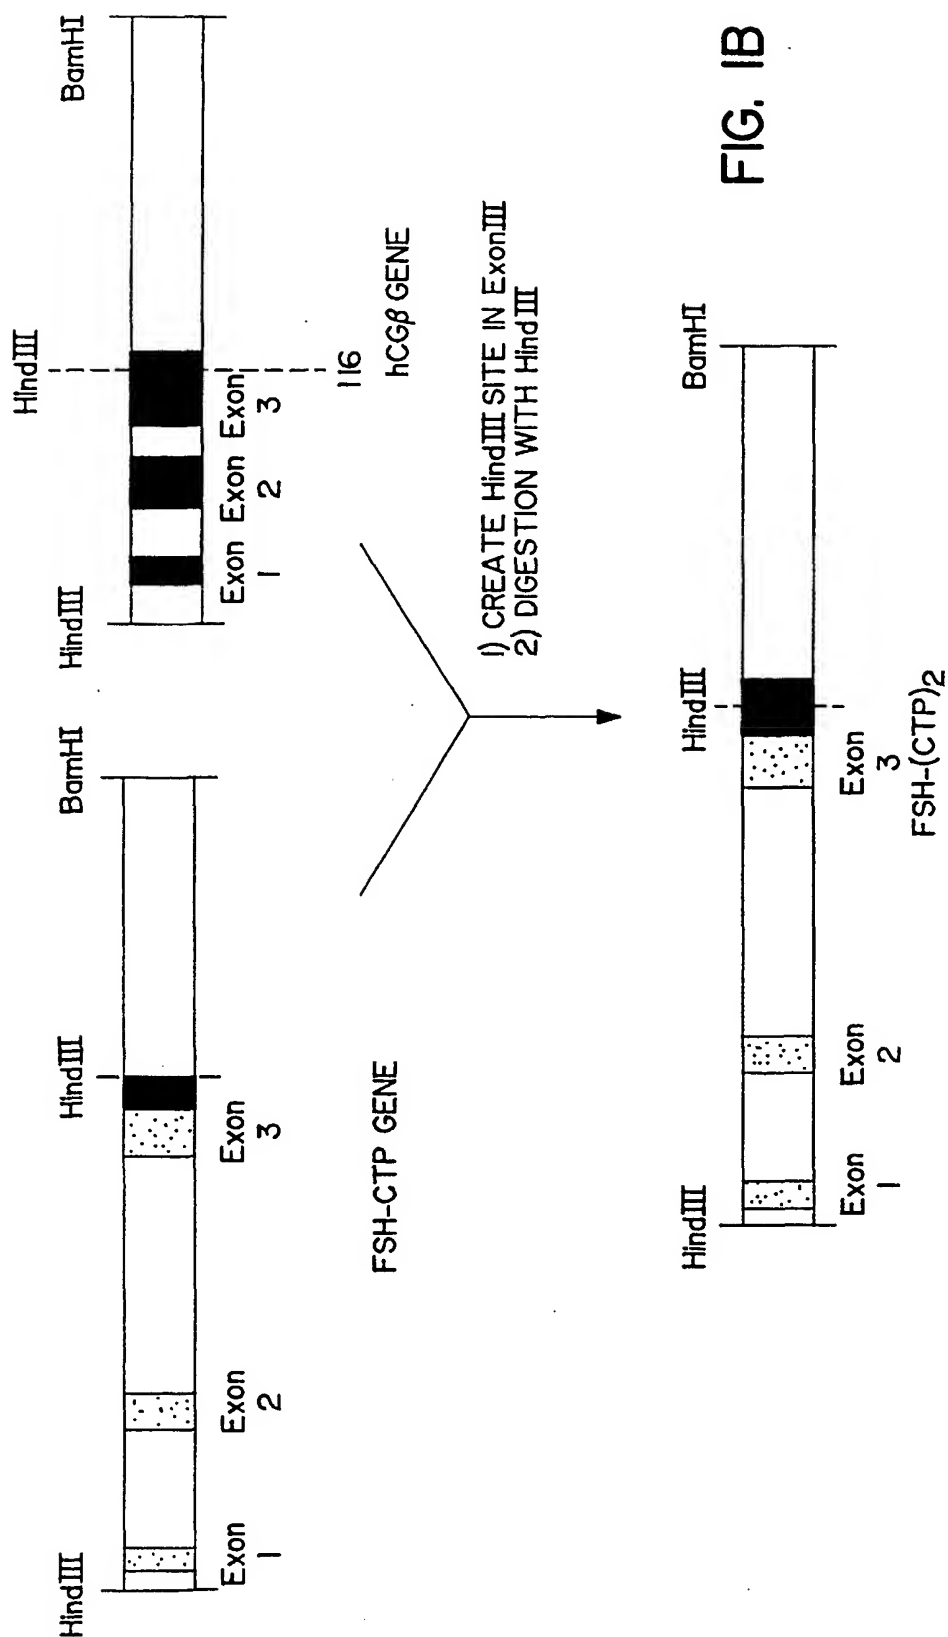 HindIII
HindIII
BamHI
Exon
1
Exon
2
Exon
3
FSH-CTP GENE
HindIII
HindIII
BamHI
Exon Exon Exon
1 2 3
116
hCGβ GENE
1) CREATE HindIII SITE IN ExonIII
2) DIGESTION WITH HindIII
HindIII
HindIII
BamHI
Exon
1
Exon
2
Exon
3
FSH-(CTP)2
FIG. 1B